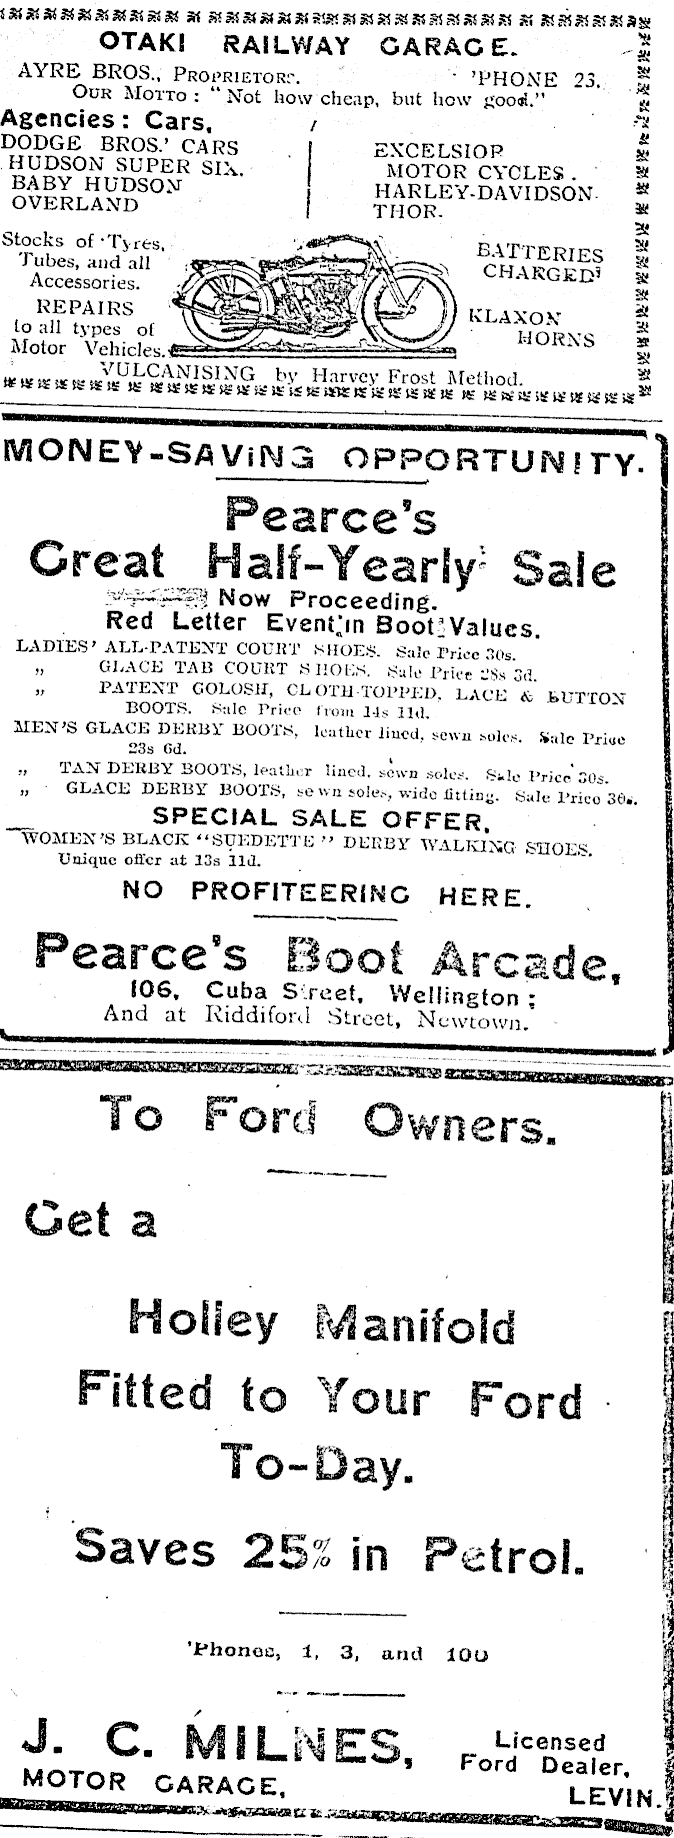 OTAKI RAILWAY GARAGE.
AYRE BROS., PROPRIETORS. 'PHONE 23.
OUR MOTTO: "Not how cheap, but how good."
Agencies: Cars,
DODGE BROS.' CARS
HUDSON SUPER SIX.
BABY HUDSON
OVERLAND
EXCELSIOR
MOTOR CYCLES.
HARLEY-DAVIDSON
THOR.
Stocks of Tyres,
Tubes, and all
Accessories.
REPAIRS
to all types of
Motor Vehicles.
BATTERIES
CHARGED
KLAXON
HORNS
VULCANISING by Harvey Frost Method.
MONEY-SAVING OPPORTUNITY.
Pearce's
Great Half-Yearly Sale
Now Proceeding.
Red Letter Event in Boot Values.
LADIES' ALL-PATENT COURT SHOES. Sale Price 30s.
„ GLACE TAB COURT SHOES. Sale Price 28s 3d.
„ PATENT GOLOSH, CLOTH-TOPPED, LACE & BUTTON
BOOTS. Sale Price from 14s 11d.
MEN'S GLACE DERBY BOOTS, leather lined, sewn soles. Sale Price
23s 6d.
„ TAN DERBY BOOTS, leather lined, sewn soles. Sale Price 30s.
„ GLACE DERBY BOOTS, sewn soles, wide fitting. Sale Price 36s.
SPECIAL SALE OFFER,
WOMEN'S BLACK "SUEDETTE" DERBY WALKING SHOES.
Unique offer at 13s 11d.
NO PROFITEERING HERE.
Pearce's Boot Arcade,
106, Cuba Street, Wellington;
And at Riddiford Street, Newtown.
To Ford Owners.
Get a
Holley Manifold
Fitted to Your Ford
To-Day.
Saves 25% in Petrol.
'Phones, 1, 3, and 100
J. C. MILNES,
MOTOR GARAGE,
Licensed
Ford Dealer,
LEVIN.